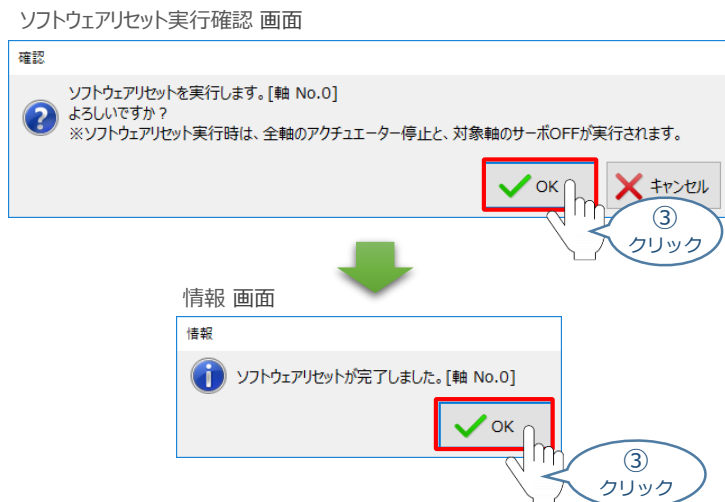 ソフトウェアリセット実行確認 画面
確認
ソフトウェアリセットを実行します。[軸 No.0]
よろしいですか？
※ソフトウェアリセット実行時は、全軸のアクチュエーター停止と、対象軸のサーボOFFが実行されます。
OK
キャンセル
③
クリック
情報 画面
情報
ソフトウェアリセットが完了しました。[軸 No.0]
OK
③
クリック